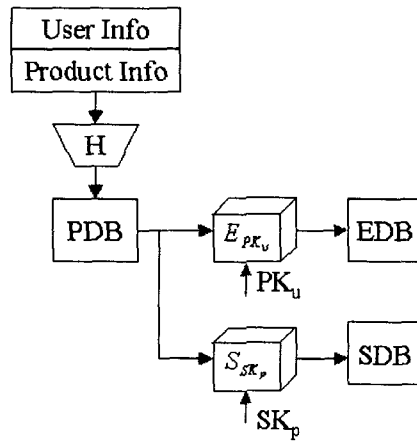 User Info
Product Info
H
PDB
E_{PK_u}
EDB
PK_u
S_{SK_p}
SDB
SK_p